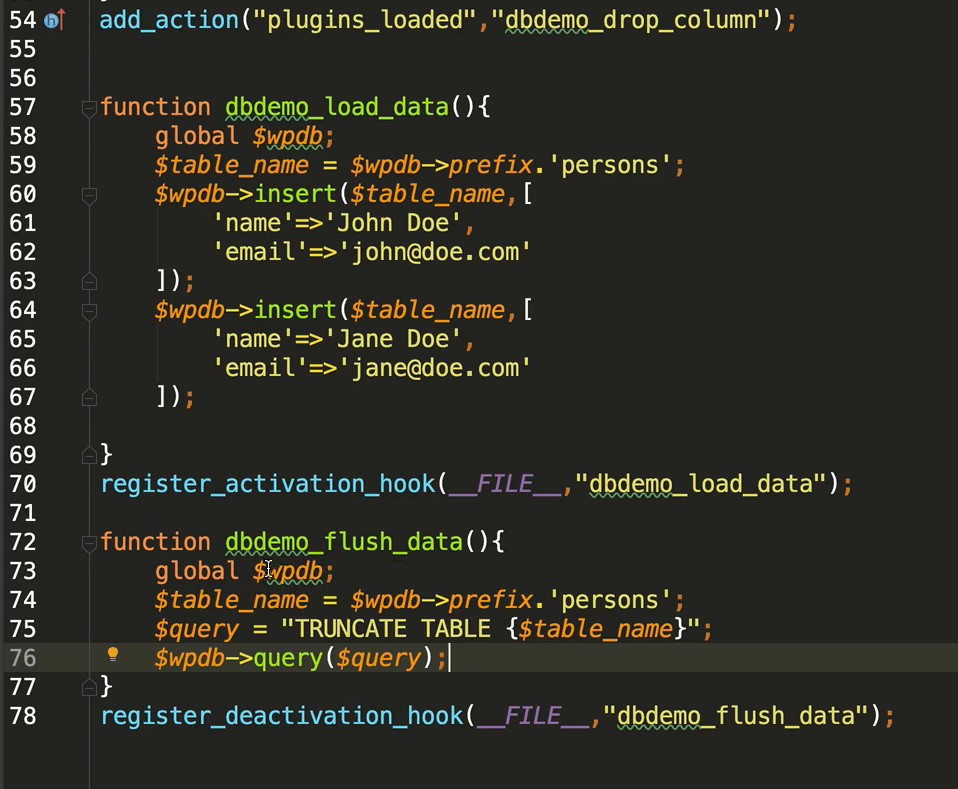 54 add_action("plugins_loaded","dbdemo_drop_column");
55
56
57 function dbdemo_load_data(){
58 global $wpdb;
59 $table_name = $wpdb->prefix.'persons';
60 $wpdb->insert($table_name,[
61 'name'=>'John Doe',
62 'email'=>'john@doe.com'
63 ]);
64 $wpdb->insert($table_name,[
65 'name'=>'Jane Doe',
66 'email'=>'jane@doe.com'
67 ]);
68
69 }
70 register_activation_hook(__FILE__,"dbdemo_load_data");
71
72 function dbdemo_flush_data(){
73 global $wpdb;
74 $table_name = $wpdb->prefix.'persons';
75 $query = "TRUNCATE TABLE {$table_name}";
76 $wpdb->query($query);
77 }
78 register_deactivation_hook(__FILE__,"dbdemo_flush_data");